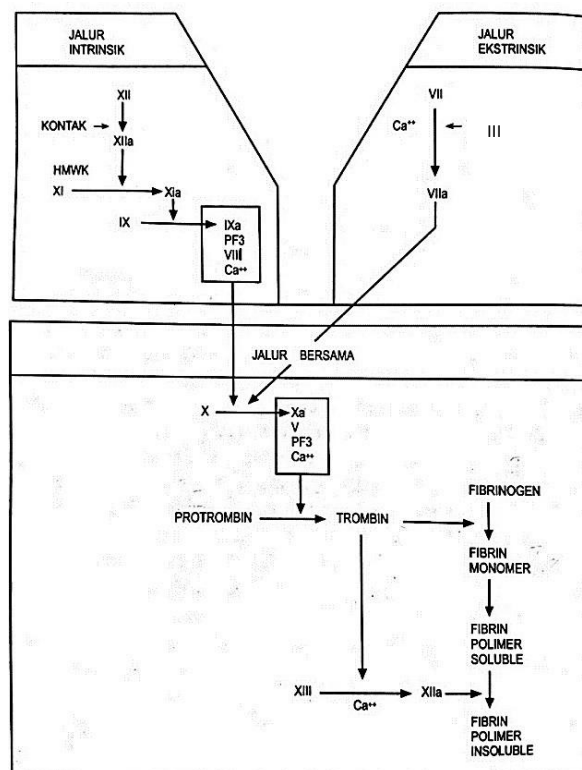 JALUR
INTRINSIK
XII
KONTAK
XIIa
HMWK
XI
Xia
IX
IXa
PF3
VIII
Ca⁺⁺
JALUR
EKSTRINSIK
VII
Ca⁺⁺
III
VIIa
JALUR BERSAMA
X
Xa
V
PF3
Ca⁺⁺
PROTROMBIN
TROMBIN
FIBRINOGEN
FIBRIN
MONOMER
FIBRIN
POLIMER
SOLUBLE
XIII
Ca⁺⁺
XIIa
FIBRIN
POLIMER
INSOLUBLE